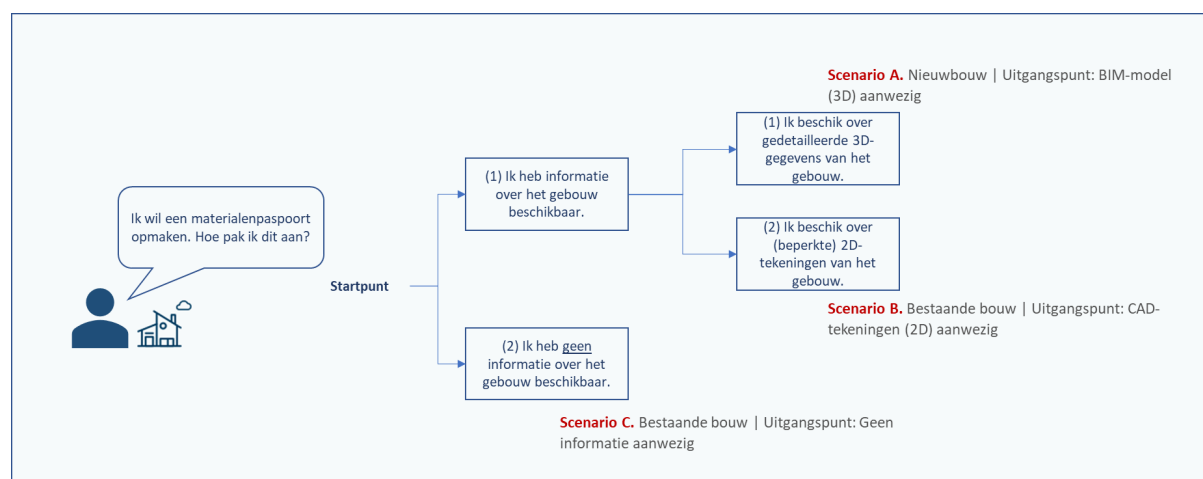 Scenario A. Nieuwbouw | Uitgangspunt: BIM-model
(3D) aanwezig
(1) Ik beschik over
gedetailleerde 3D-
gegevens van het
gebouw.
(1) Ik heb informatie
over het gebouw
beschikbaar.
Ik wil een materialenpaspoort
opmaken. Hoe pak ik dit aan?
(2) Ik beschik over
(beperkte) 2D-
tekeningen van het
gebouw.
Startpunt
Scenario B. Bestaande bouw | Uitgangspunt: CAD-
tekeningen (2D) aanwezig
(2) Ik heb geen
informatie over het
gebouw beschikbaar.
Scenario C. Bestaande bouw | Uitgangspunt: Geen
informatie aanwezig